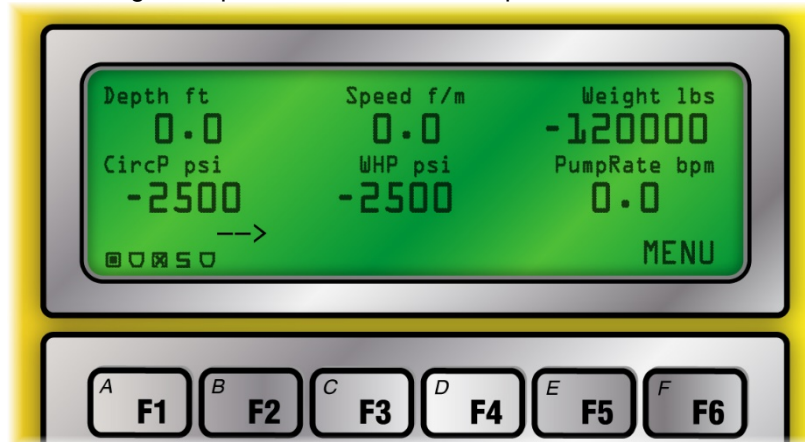 Depth ft Speed f/m Weight lbs
0.0 0.0 -120000
CircP psi WHP psi PumpRate bpm
-2500 -2500 0.0
-->
MENU
A F1 B F2 C F3 D F4 E F5 F F6